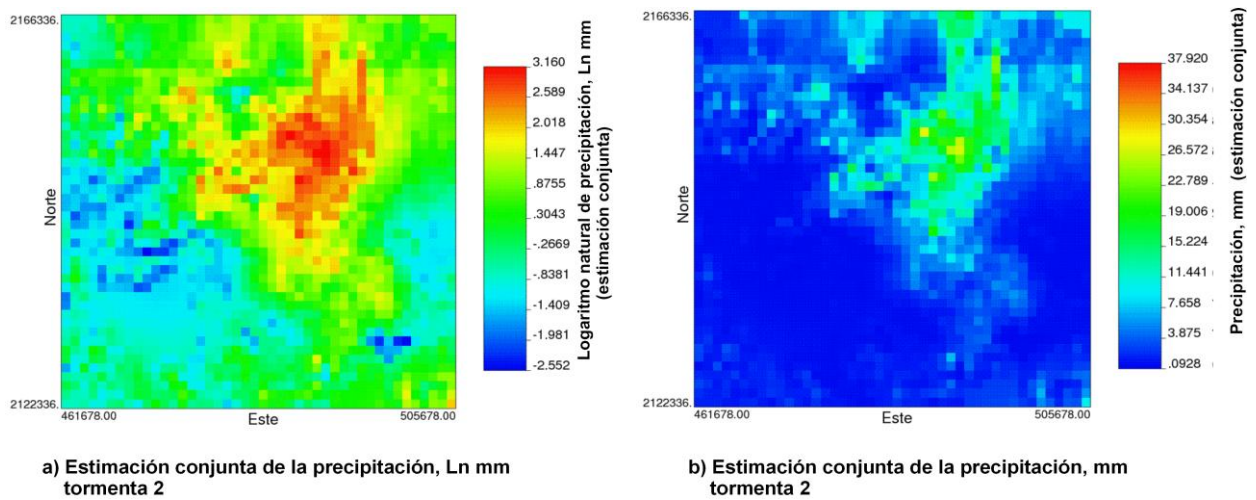 2166336.
Norte
2122336.
461678.00
Este
505678.00
3.160
2.5889
2.018
1.447
.8755
.3043
-.2669
-.8381
-1.409
-1.981
-2.552
Logaritmo natural de precipitación, Ln mm
(estimación conjunta)
a) Estimación conjunta de la precipitación, Ln mm
tormenta 2
2166336.
Norte
2122336.
461678.00
Este
505678.00
37.920
34.137
30.354
26.572
22.789
19.006
15.224
11.441
7.658
3.875
.0928
Precipitación, mm (estimación conjunta)
b) Estimación conjunta de la precipitación, mm
tormenta 2